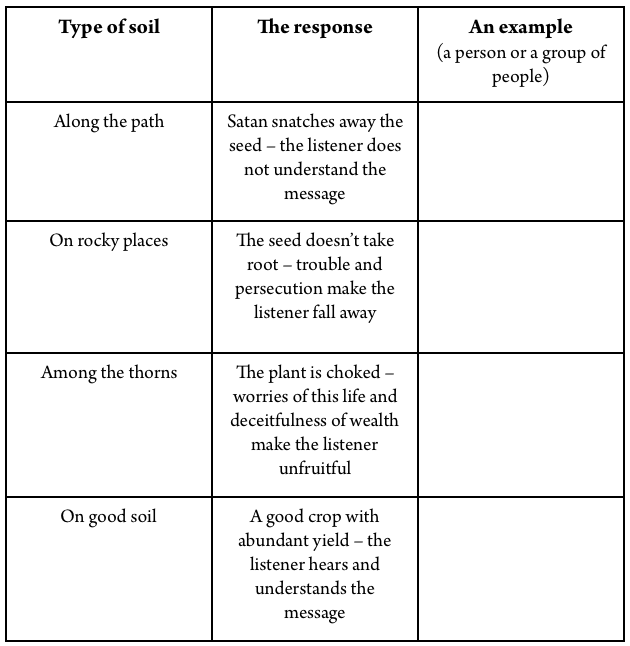 Type of soil
The response
An example
(a person or a group of
people)
Along the path
Satan snatches away the
seed – the listener does
not understand the
message
On rocky places
The seed doesn’t take
root – trouble and
persecution make the
listener fall away
Among the thorns
The plant is choked –
worries of this life and
deceitfulness of wealth
make the listener
unfruitful
On good soil
A good crop with
abundant yield – the
listener hears and
understands the
message